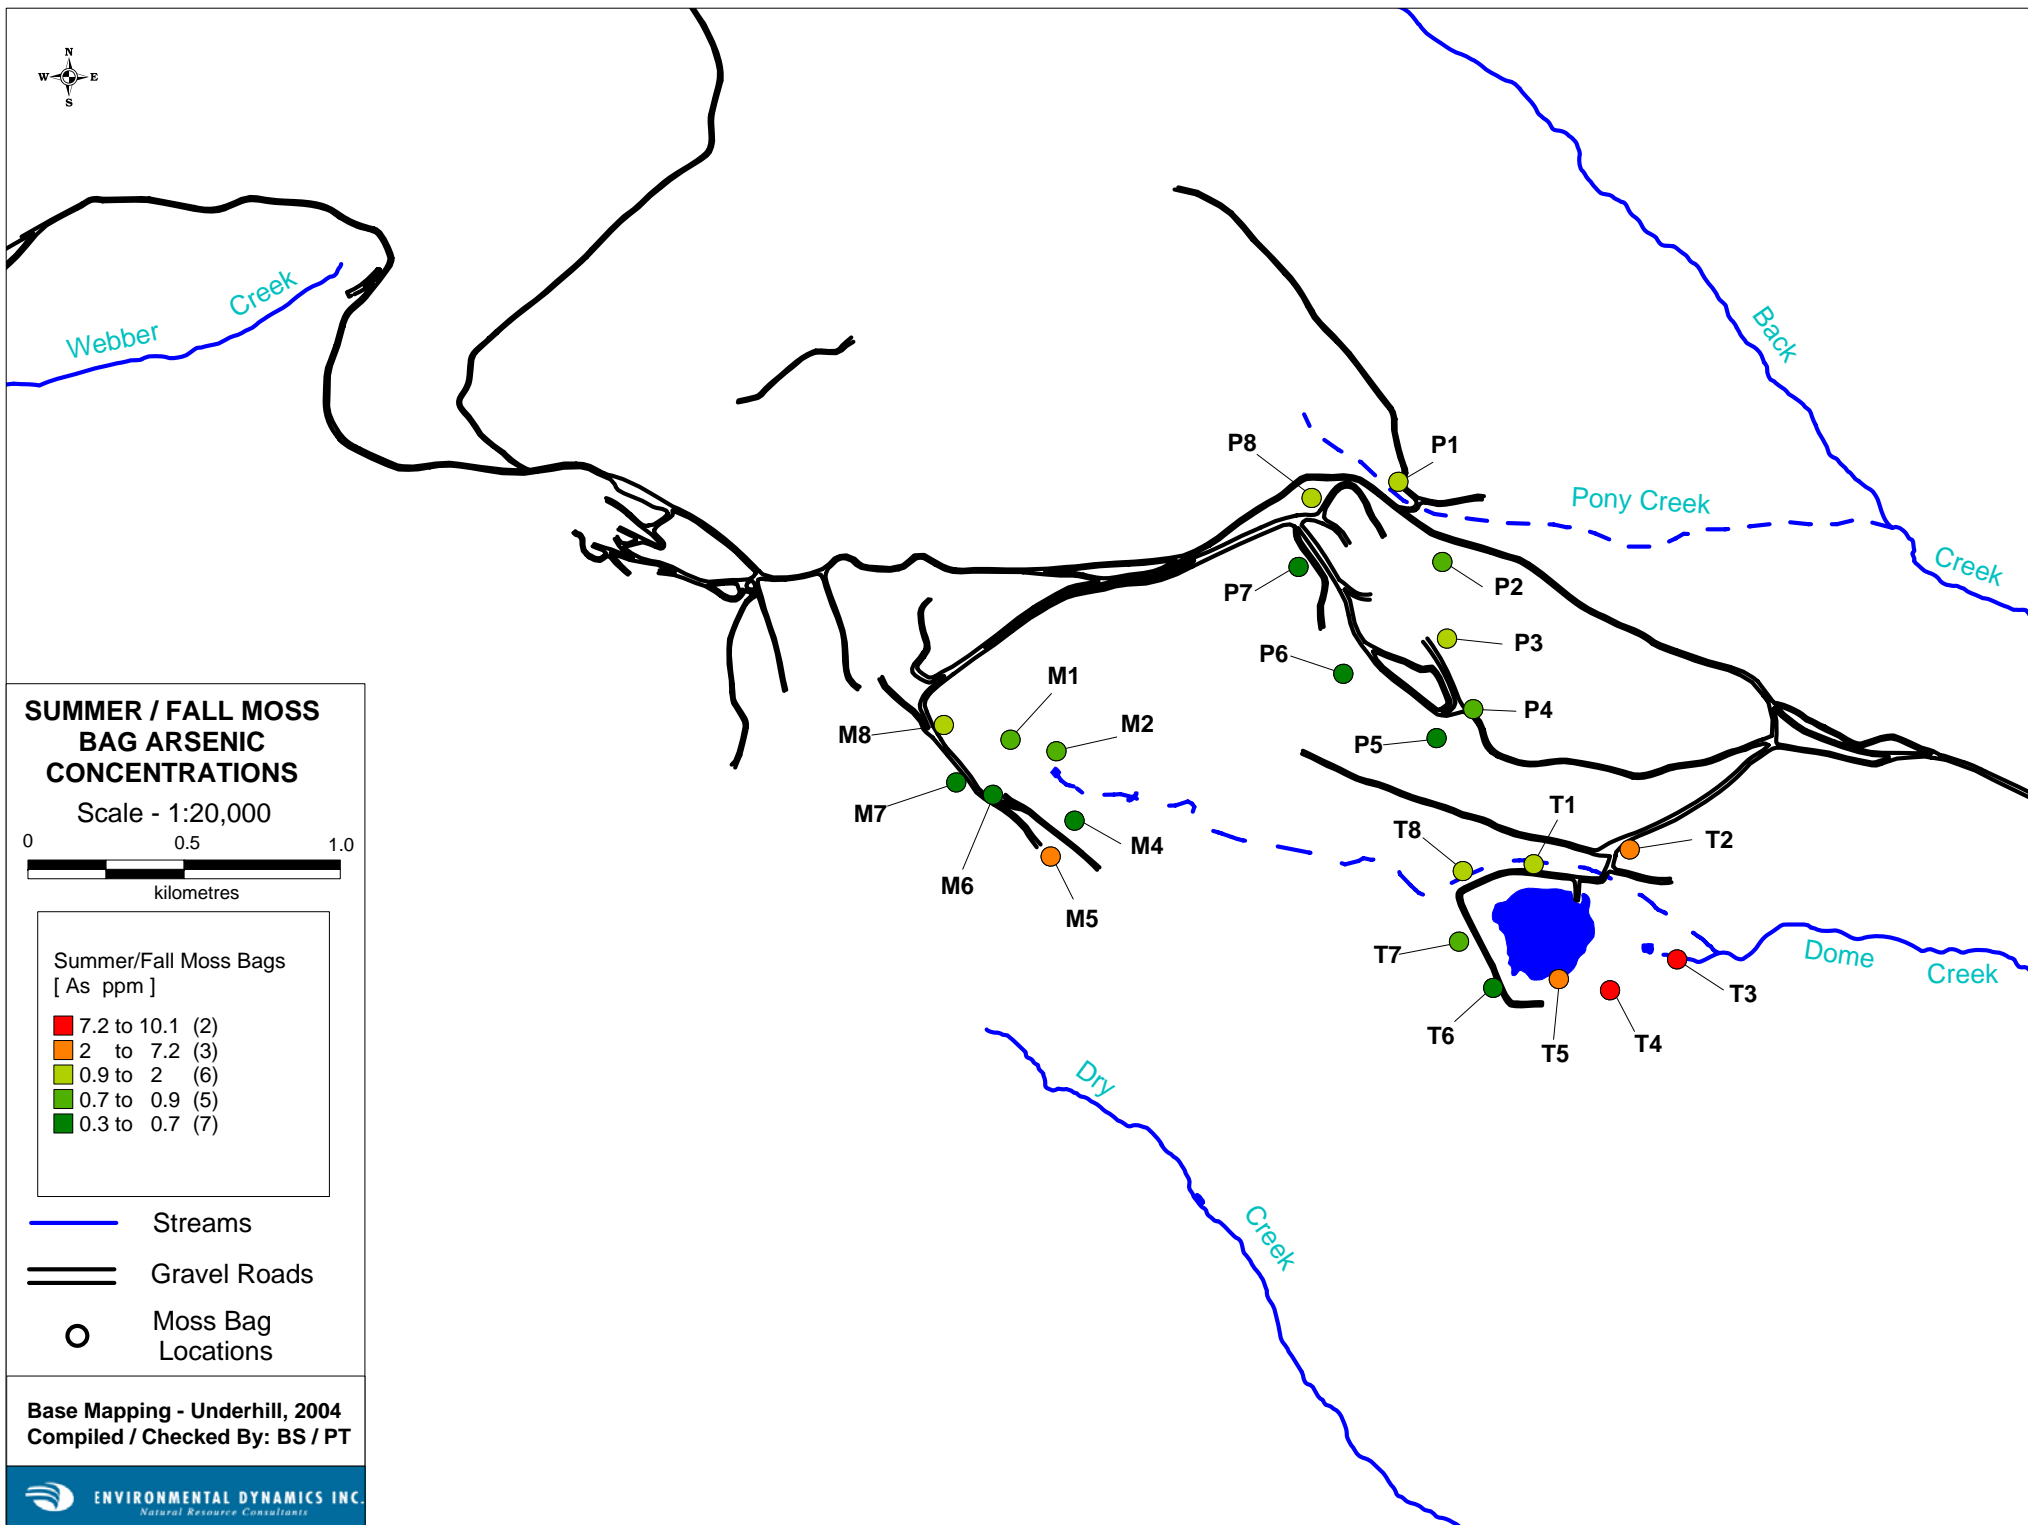 N
W E
S
Webber Creek
Back
Creek
Pony Creek
P8
P1
P7
P2
P3
P6
P4
P5
M1
M2
M8
M7
M4
M6
M5
T1
T2
T8
T7
T3
T6
T5
T4
Dome Creek
Dry
Creek
SUMMER / FALL MOSS
BAG ARSENIC
CONCENTRATIONS
Scale - 1:20,000
0 0.5 1.0
kilometres
Summer/Fall Moss Bags
[ As ppm ]
7.2 to 10.1 (2)
2 to 7.2 (3)
0.9 to 2 (6)
0.7 to 0.9 (5)
0.3 to 0.7 (7)
Streams
Gravel Roads
Moss Bag
Locations
Base Mapping - Underhill, 2004
Compiled / Checked By: BS / PT
ENVIRONMENTAL DYNAMICS INC.
Natural Resource Consultants